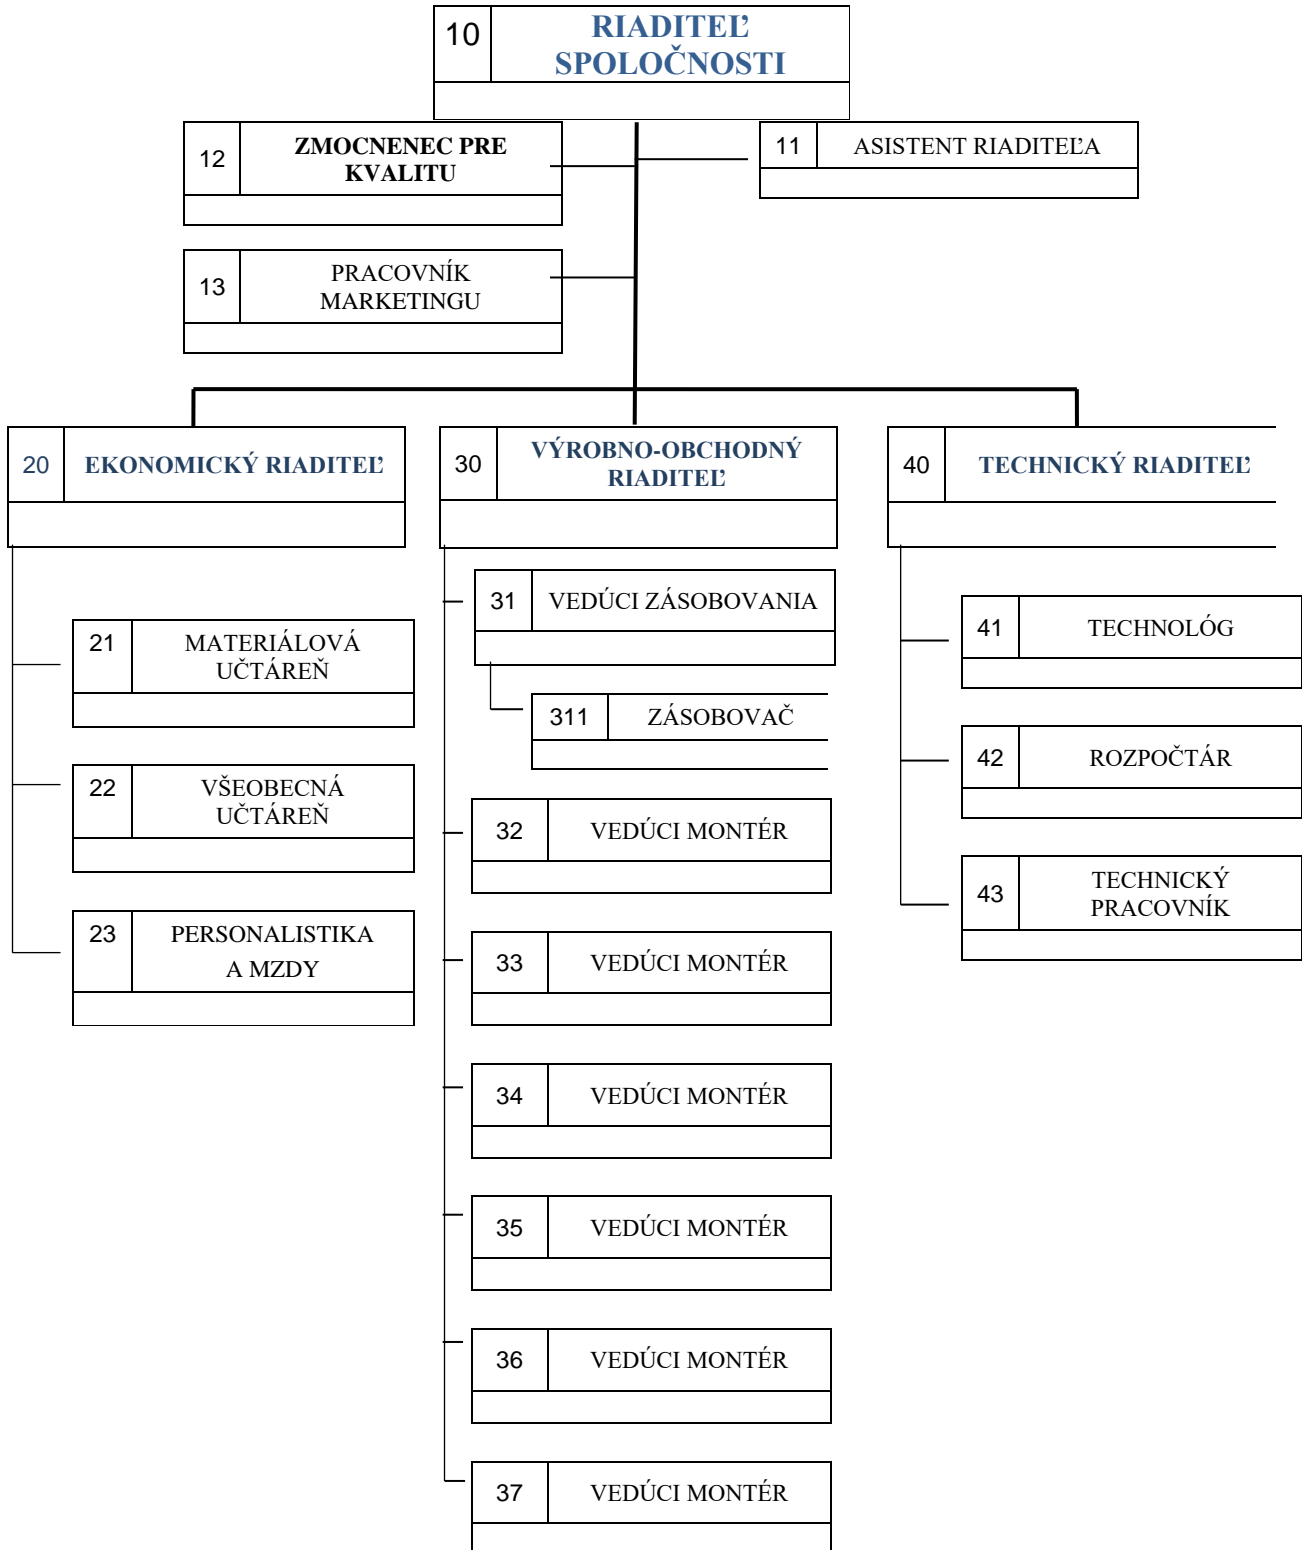 10
RIADITEĽ
SPOLOČNOSTI
12
ZMOCNENEC PRE
KVALITU
11
ASISTENT RIADITEĽA
13
PRACOVNÍK
MARKETINGU
20
EKONOMICKÝ RIADITEĽ
30
VÝROBNO-OBCHODNÝ
RIADITEĽ
40
TECHNICKÝ RIADITEĽ
21
MATERIÁLOVÁ
UČTÁREŇ
22
VŠEOBECNÁ
UČTÁREŇ
23
PERSONALISTIKA
A MZDY
31
VEDÚCI ZÁSOBOVANIA
311
ZÁSOBOVAČ
32
VEDÚCI MONTÉR
33
VEDÚCI MONTÉR
34
VEDÚCI MONTÉR
35
VEDÚCI MONTÉR
36
VEDÚCI MONTÉR
37
VEDÚCI MONTÉR
41
TECHNOLÓG
42
ROZPOČTÁR
43
TECHNICKÝ
PRACOVNÍK